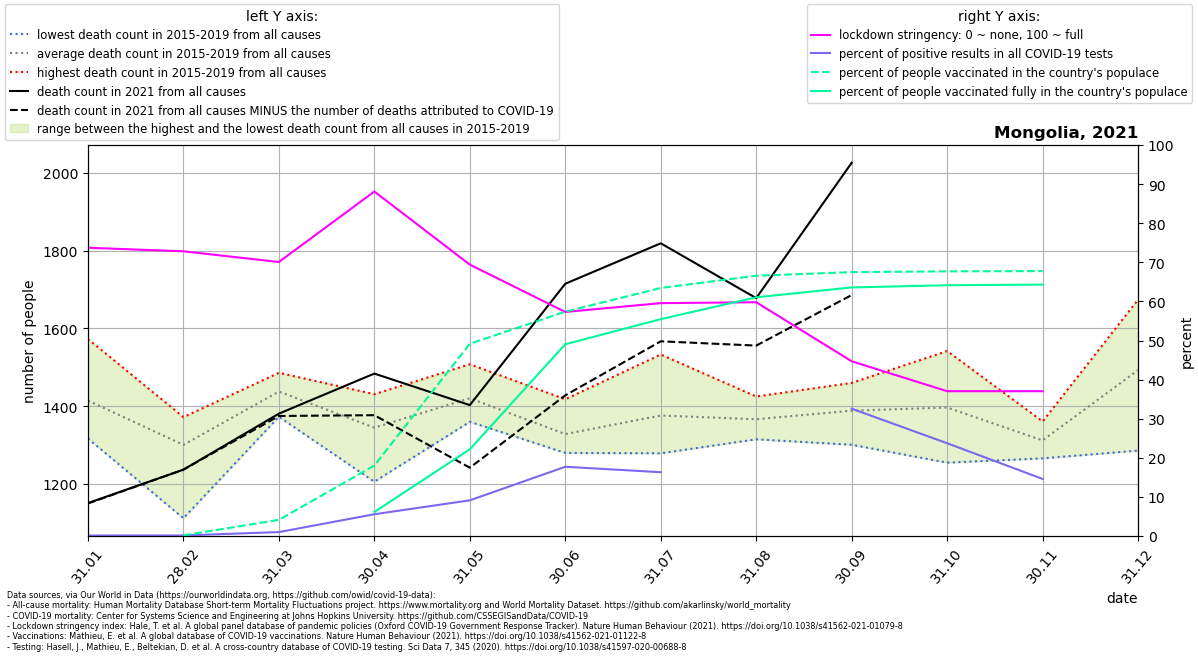 left Y axis:
lowest death count in 2015-2019 from all causes
average death count in 2015-2019 from all causes
highest death count in 2015-2019 from all causes
death count in 2021 from all causes
death count in 2021 from all causes MINUS the number of deaths attributed to COVID-19
range between the highest and the lowest death count from all causes in 2015-2019
right Y axis:
lockdown stringency: 0 ~ none, 100 ~ full
percent of positive results in all COVID-19 tests
percent of people vaccinated in the country's populace
percent of people vaccinated fully in the country's populace
Mongolia, 2021
number of people
2000
1800
1600
1400
1200
100
90
80
70
60
50
40
30
20
10
0
percent
31.01
28.02
31.03
30.04
31.05
30.06
31.07
31.08
30.09
31.10
30.11
31.12
date
Data sources, via Our World in Data (https://ourworldindata.org, https://github.com/owid/covid-19-data):
- All-cause mortality: Human Mortality Database Short-term Mortality Fluctuations project. https://www.mortality.org and World Mortality Dataset. https://github.com/akarlinsky/world_mortality
- COVID-19 mortality: Center for Systems Science and Engineering at Johns Hopkins University. https://github.com/CSSEGISandData/COVID-19
- Lockdown stringency index: Hale, T. et al. A global panel database of pandemic policies (Oxford COVID-19 Government Response Tracker). Nature Human Behaviour (2021). https://doi.org/10.1038/s41562-021-01079-8
- Vaccinations: Mathieu, E. et al. A global database of COVID-19 vaccinations. Nature Human Behaviour (2021). https://doi.org/10.1038/s41562-021-01122-8
- Testing: Hasell, J., Mathieu, E., Beltekian, D. et al. A cross-country database of COVID-19 testing. Sci Data 7, 345 (2020). https://doi.org/10.1038/s41597-020-00688-8